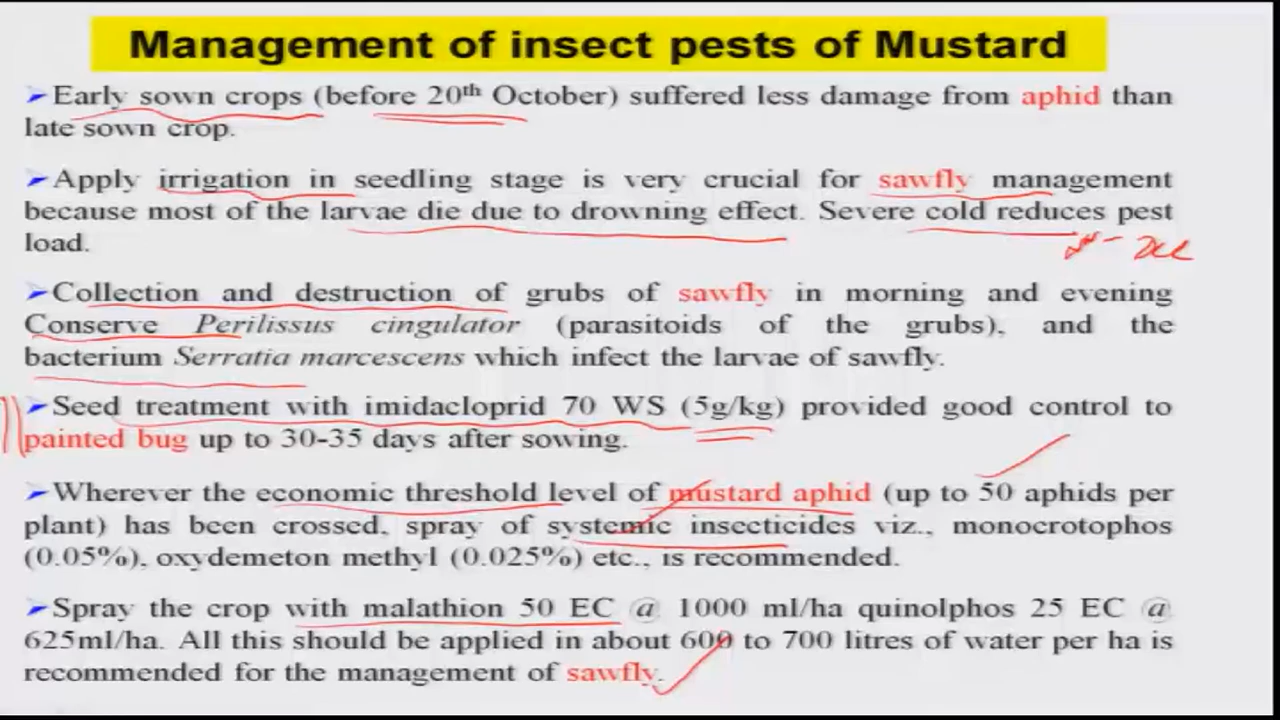 Management of insect pests of Mustard
➤Early sown crops (before 20th October) suffered less damage from aphid than
late sown crop.
➤Apply irrigation in seedling stage is very crucial for sawfly management
because most of the larvae die due to drowning effect. Severe cold reduces pest
load.
➤Collection and destruction of grubs of sawfly in morning and evening
Conserve Perilissus cingulator (parasitoids of the grubs), and the
bacterium Serratia marcescens which infect the larvae of sawfly.
➤Seed treatment with imidacloprid 70 WS (5g/kg) provided good control to
painted bug up to 30-35 days after sowing.
➤Wherever the economic threshold level of mustard aphid (up to 50 aphids per
plant) has been crossed, spray of systemic insecticides viz., monocrotophos
(0.05%), oxydemeton methyl (0.025%) etc., is recommended.
➤Spray the crop with malathion 50 EC @ 1000 ml/ha quinolphos 25 EC @
625ml/ha. All this should be applied in about 600 to 700 litres of water per ha is
recommended for the management of sawfly.